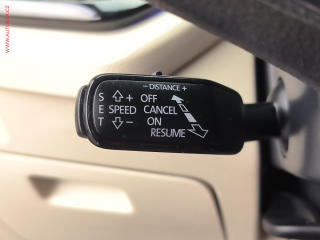 − DISTANCE +
S ⇧+ OFF
E SPEED CANCEL
T ⇩− ON
RESUME